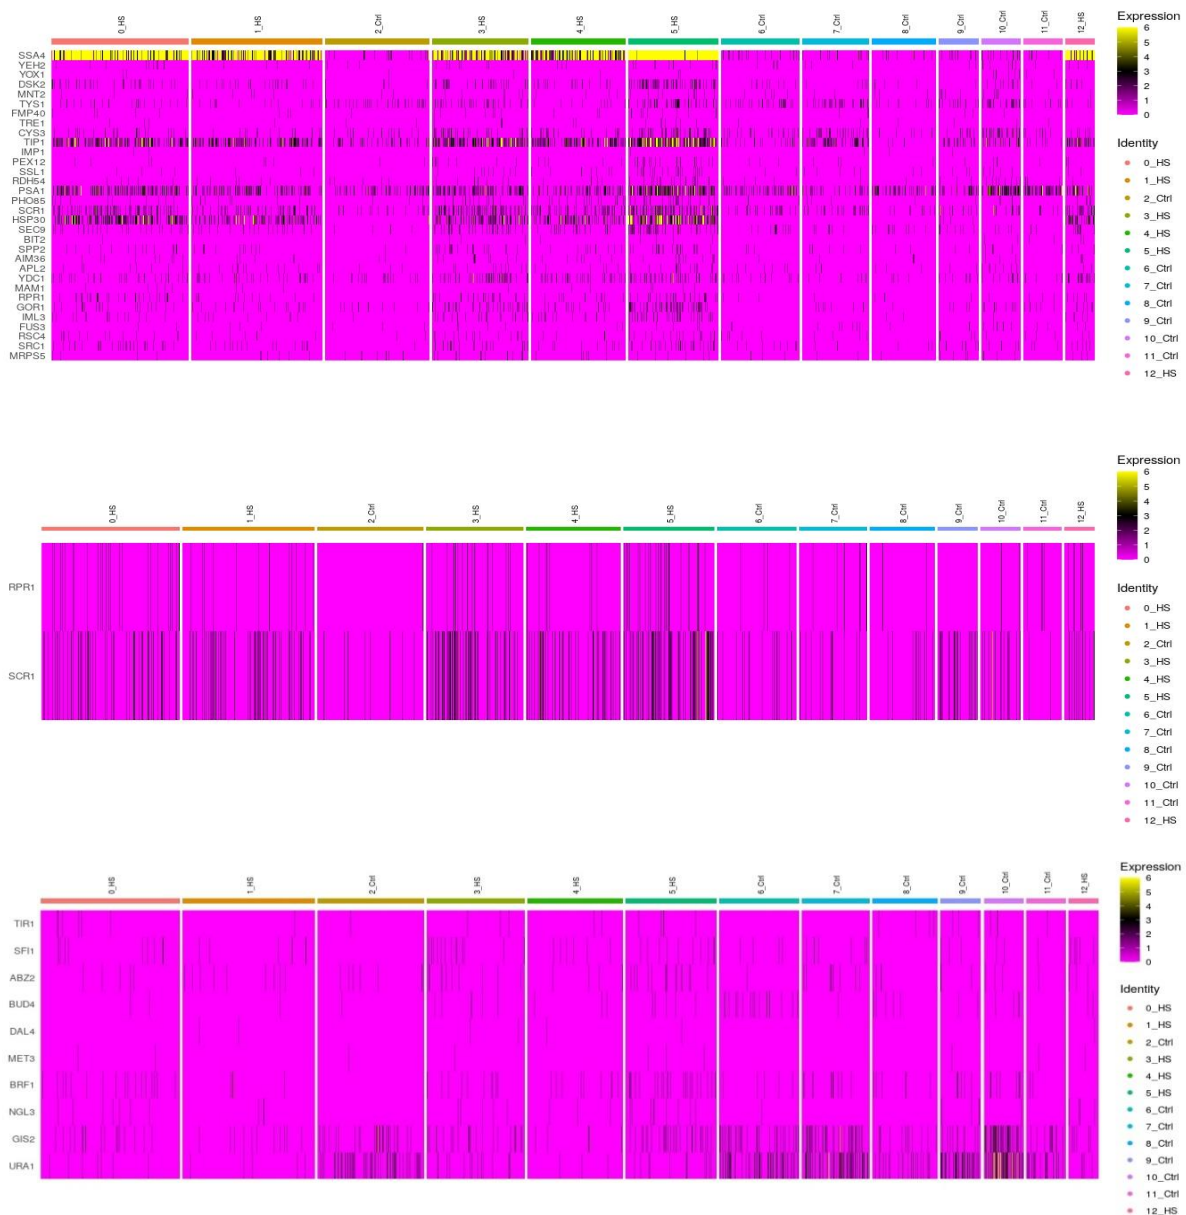 0_HS 1_HS 2_Ctrl 3_HS 4_HS 5_HS 6_Ctrl 7_Ctrl 8_Ctrl 9_Ctrl 10_Ctrl 11_Ctrl 12_HS
SSA4
YEH2
YOX1
DSK2
MNT2
TYS1
FMP40
TRE1
CYS3
TIP1
IMP1
PEX12
SSL1
RDH54
PSA1
PHO85
SCR1
HSP30
SEC9
BIT2
SPP2
AIM36
APL2
YDC1
MAM1
RPR1
GOR1
IML3
FUS3
RSC4
SRC1
MRPS5
Expression
6
5
4
3
2
1
0
Identity
0_HS
1_HS
2_Ctrl
3_HS
4_HS
5_HS
6_Ctrl
7_Ctrl
8_Ctrl
9_Ctrl
10_Ctrl
11_Ctrl
12_HS
0_HS 1_HS 2_Ctrl 3_HS 4_HS 5_HS 6_Ctrl 7_Ctrl 8_Ctrl 9_Ctrl 10_Ctrl 11_Ctrl 12_HS
RPR1
SCR1
Expression
6
5
4
3
2
1
0
Identity
0_HS
1_HS
2_Ctrl
3_HS
4_HS
5_HS
6_Ctrl
7_Ctrl
8_Ctrl
9_Ctrl
10_Ctrl
11_Ctrl
12_HS
0_HS 1_HS 2_Ctrl 3_HS 4_HS 5_HS 6_Ctrl 7_Ctrl 8_Ctrl 9_Ctrl 10_Ctrl 11_Ctrl 12_HS
TIR1
SFI1
ABZ2
BUD4
DAL4
MET3
BRF1
NGL3
GIS2
URA1
Expression
6
5
4
3
2
1
0
Identity
0_HS
1_HS
2_Ctrl
3_HS
4_HS
5_HS
6_Ctrl
7_Ctrl
8_Ctrl
9_Ctrl
10_Ctrl
11_Ctrl
12_HS